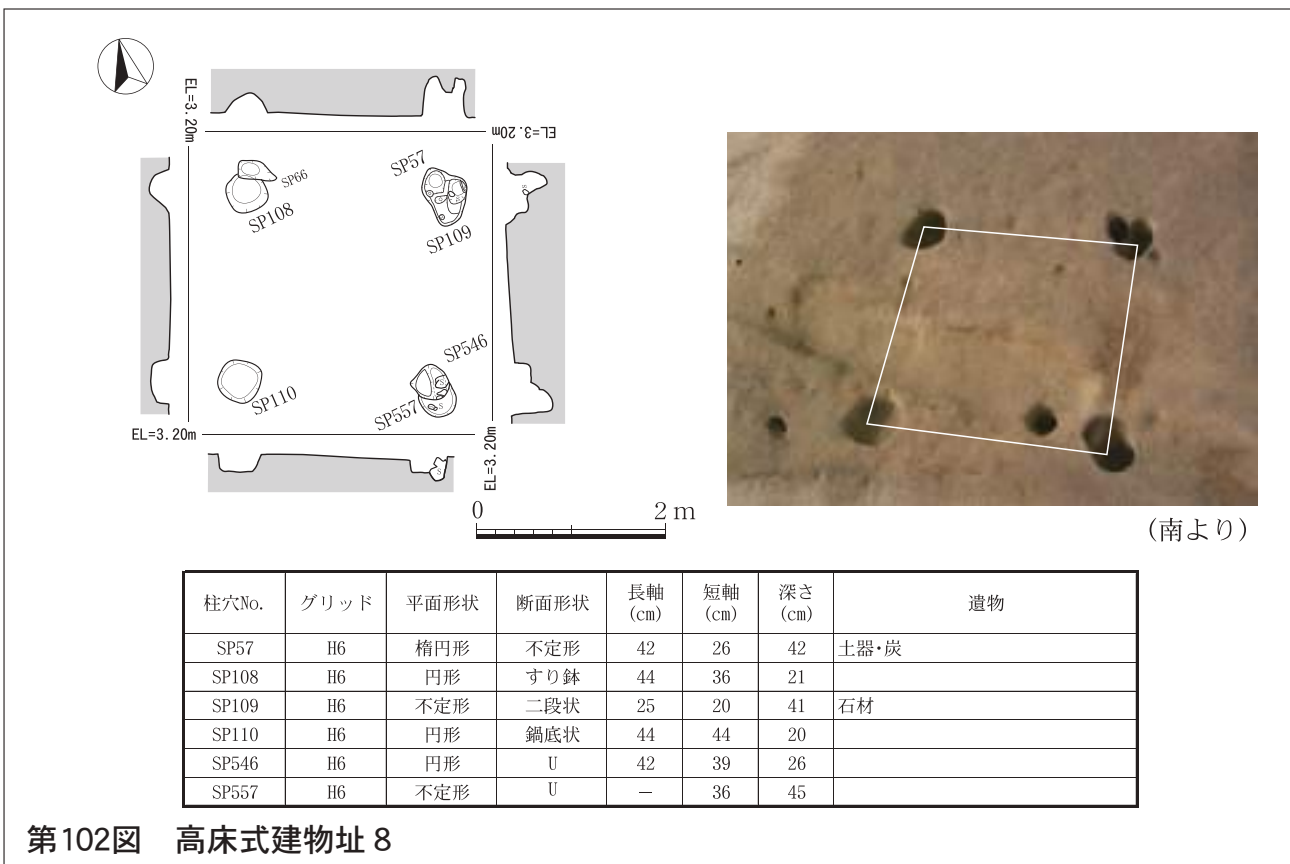 EL=3.20m
EL=3.20m
SP66
SP108
SP57
SP109
S
SP110
SP546
SP557
S
S
EL=3.20m
EL=3.20m
S
0 2m
(南より)
柱穴No. グリッド 平面形状 断面形状 長軸(cm) 短軸(cm) 深さ(cm) 遺物
SP57 H6 楕円形 不定形 42 26 42 土器・炭
SP108 H6 円形 すり鉢 44 36 21
SP109 H6 不定形 二段状 25 20 41 石材
SP110 H6 円形 鍋底状 44 44 20
SP546 H6 円形 U 42 39 26
SP557 H6 不定形 U － 36 45
第102図 高床式建物址8